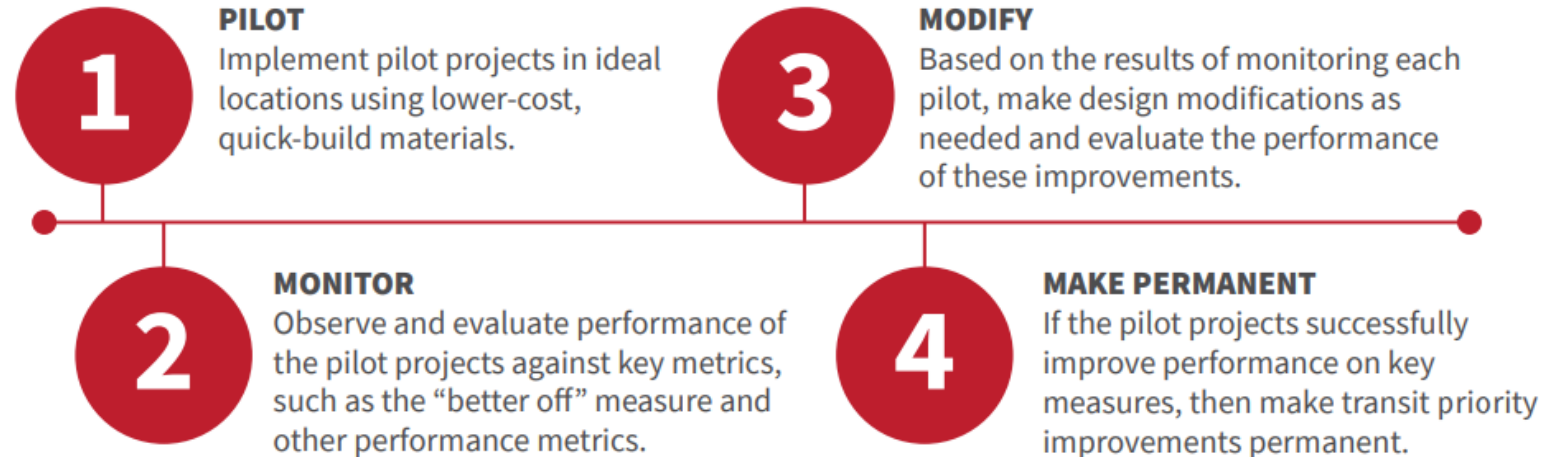 1
PILOT
Implement pilot projects in ideal
locations using lower-cost,
quick-build materials.
2
MONITOR
Observe and evaluate performance of
the pilot projects against key metrics,
such as the “better off” measure and
other performance metrics.
3
MODIFY
Based on the results of monitoring each
pilot, make design modifications as
needed and evaluate the performance
of these improvements.
4
MAKE PERMANENT
If the pilot projects successfully
improve performance on key
measures, then make transit priority
improvements permanent.